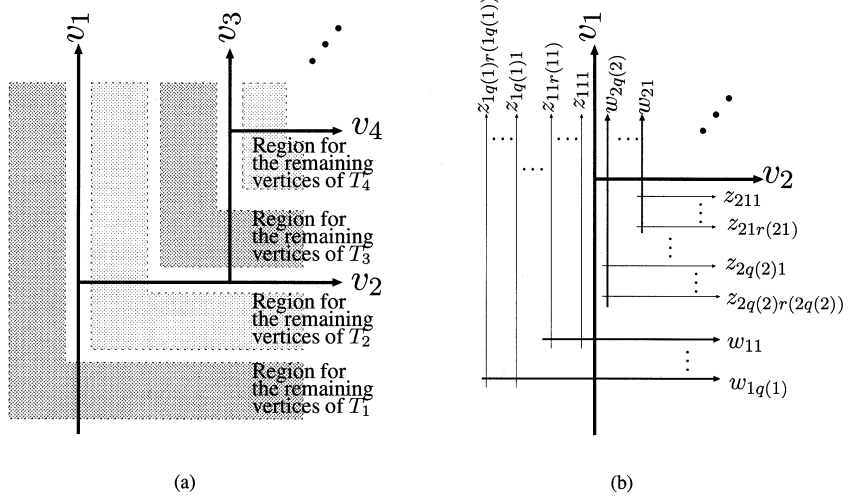 v1
v3
v4
Region for
the remaining
vertices of T4
Region for
the remaining
vertices of T3
v2
Region for
the remaining
vertices of T2
Region for
the remaining
vertices of T1
(a)
z1q(1)r(1q(1))
z1q(1)1
z11r(11)
z111
v1
w2q(2)
w21
v2
z211
z21r(21)
z2q(2)1
z2q(2)r(2q(2))
w11
w1q(1)
(b)